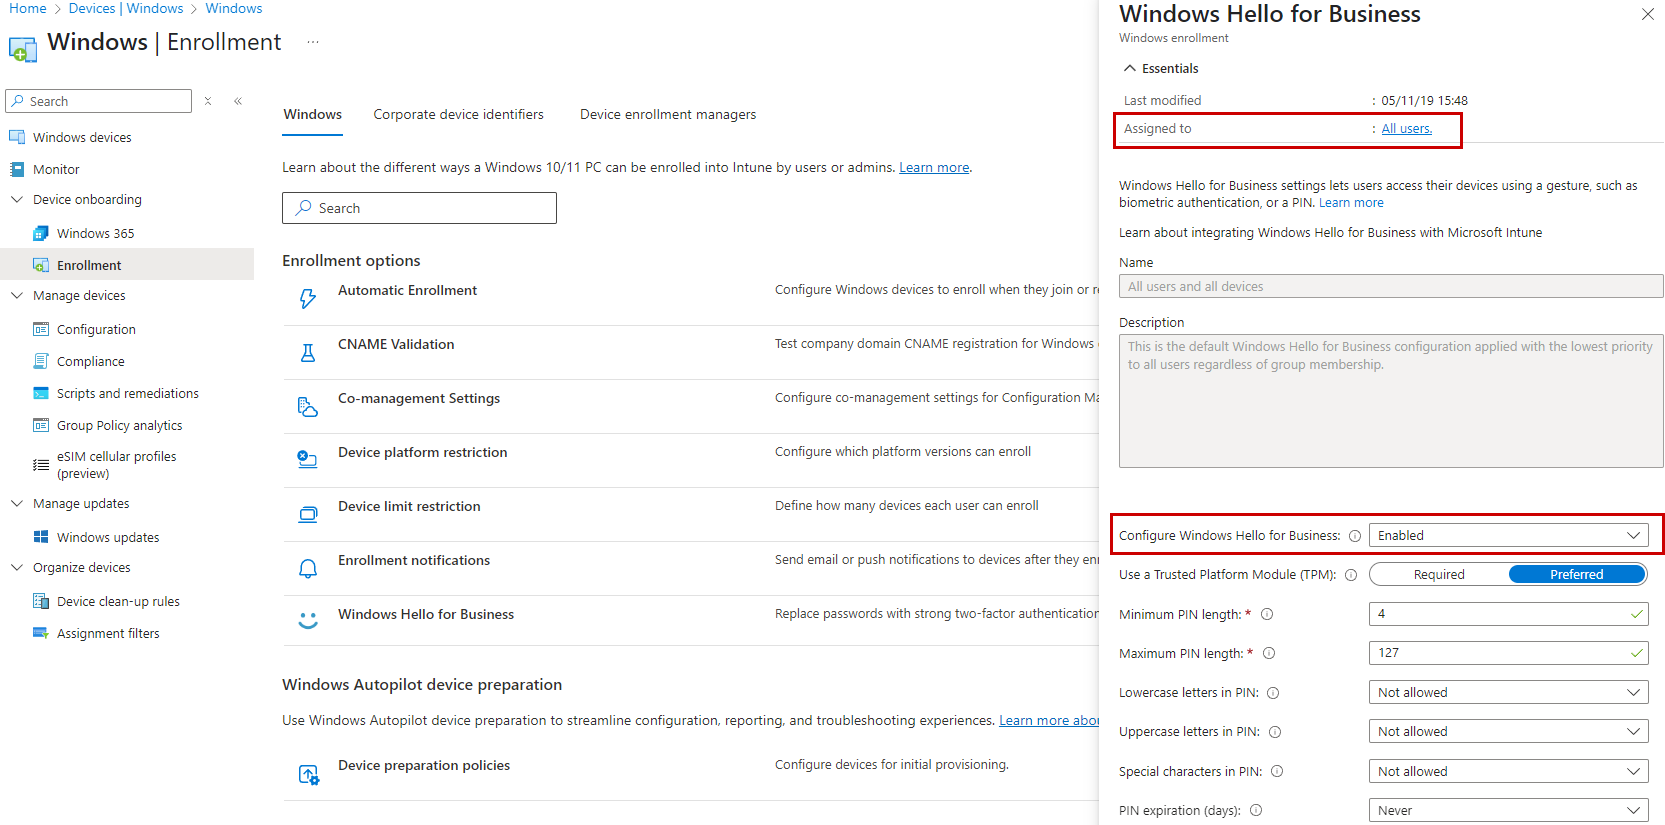 Home > Devices | Windows > Windows
Windows | Enrollment ...
Search
Windows devices
Monitor
Device onboarding
Windows 365
Enrollment
Manage devices
Configuration
Compliance
Scripts and remediations
Group Policy analytics
eSIM cellular profiles
(preview)
Manage updates
Windows updates
Organize devices
Device clean-up rules
Assignment filters
Windows
Corporate device identifiers
Device enrollment managers
Learn about the different ways a Windows 10/11 PC can be enrolled into Intune by users or admins. Learn more.
Search
Enrollment options
Automatic Enrollment
Configure Windows devices to enroll when they join or re
CNAME Validation
Test company domain CNAME registration for Windows
Co-management Settings
Configure co-management settings for Configuration Ma
Device platform restriction
Configure which platform versions can enroll
Device limit restriction
Define how many devices each user can enroll
Enrollment notifications
Send email or push notifications to devices after they enr
Windows Hello for Business
Replace passwords with strong two-factor authentication
Windows Autopilot device preparation
Use Windows Autopilot device preparation to streamline configuration, reporting, and troubleshooting experiences. Learn more abou
Device preparation policies
Configure devices for initial provisioning.
Windows Hello for Business
Windows enrollment
Essentials
Last modified : 05/11/19 15:48
Assigned to : All users.
Windows Hello for Business settings lets users access their devices using a gesture, such as
biometric authentication, or a PIN. Learn more
Learn about integrating Windows Hello for Business with Microsoft Intune
Name
All users and all devices
Description
This is the default Windows Hello for Business configuration applied with the lowest priority
to all users regardless of group membership.
Configure Windows Hello for Business: Enabled
Use a Trusted Platform Module (TPM): Required Preferred
Minimum PIN length: * 4
Maximum PIN length: * 127
Lowercase letters in PIN: Not allowed
Uppercase letters in PIN: Not allowed
Special characters in PIN: Not allowed
PIN expiration (days): Never